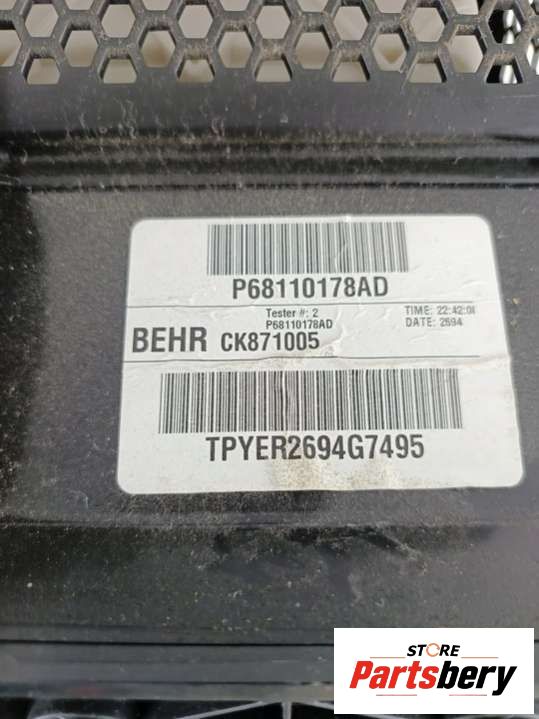 P68110178AD
Tester #: 2
P68110178AD
TIME: 22:42:08
DATE: 2694
BEHR CK871005
TPYER2694G7495
STORE
Partsbery